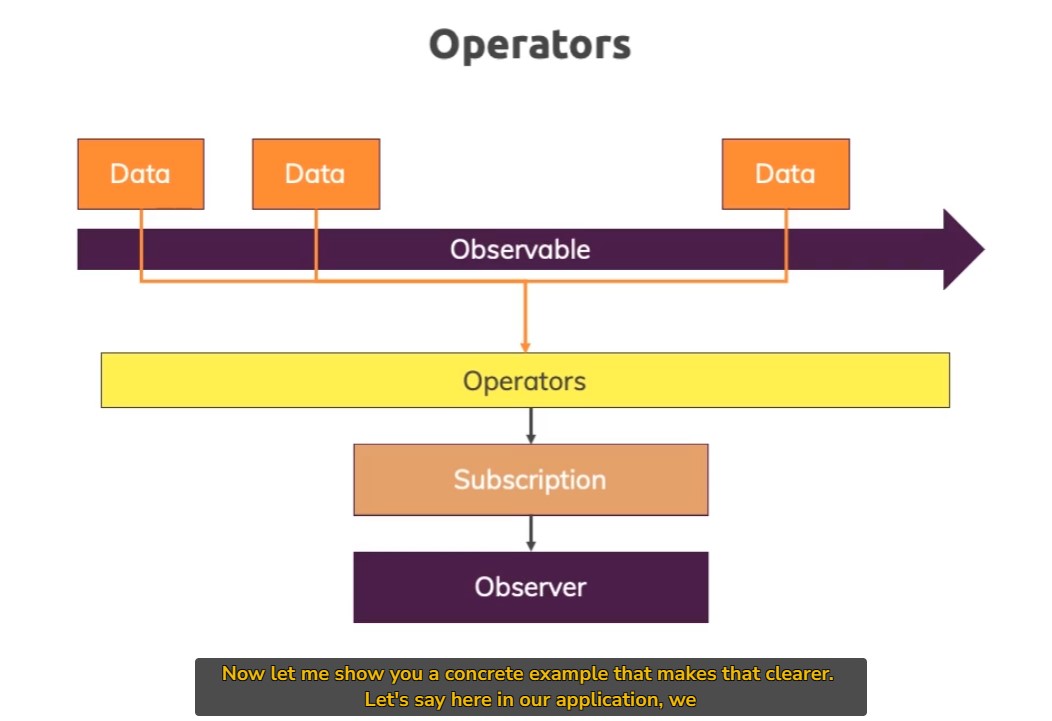 Operators
Data
Data
Data
Observable
Operators
Subscription
Observer
Now let me show you a concrete example that makes that clearer.
Let's say here in our application, we